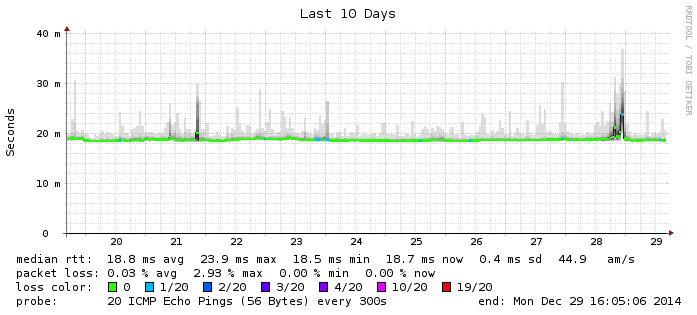 Last 10 Days
RRDTOOL / TOBI OETIKER
Seconds
40 m
30 m
20 m
10 m
0
20 21 22 23 24 25 26 27 28 29
median rtt: 18.8 ms avg 23.9 ms max 18.5 ms min 18.7 ms now 0.4 ms sd 44.9 am/s
packet loss: 0.03 % avg 2.93 % max 0.00 % min 0.00 % now
loss color: 0 1/20 2/20 3/20 4/20 10/20 19/20
probe: 20 ICMP Echo Pings (56 Bytes) every 300s end: Mon Dec 29 16:05:06 2014